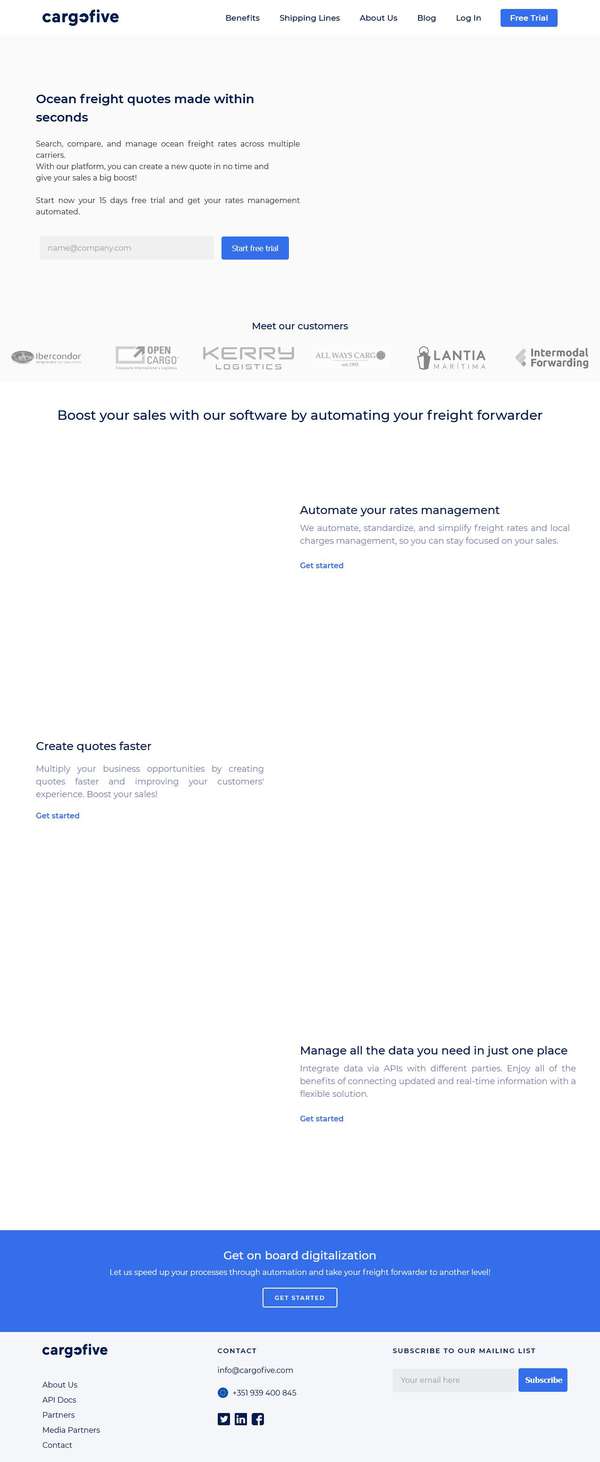 cargofive
Benefits
Shipping Lines
About Us
Blog
Log In
Free Trial
Ocean freight quotes made within
seconds
Search, compare, and manage ocean freight rates across multiple
carriers.
With our platform, you can create a new quote in no time and
give your sales a big boost!
Start now your 15 days free trial and get your rates management
automated.
name@company.com
Start free trial
Meet our customers
Ibercondor
OPEN
CARGO
KERRY
LOGISTICS
ALL WAYS CARGO
LANTIA
MARÍTIMA
Intermodal
Forwarding
Boost your sales with our software by automating your freight forwarder
Automate your rates management
We automate, standardize, and simplify freight rates and local
charges management, so you can stay focused on your sales.
Get started
Create quotes faster
Multiply your business opportunities by creating
quotes faster and improving your customers'
experience. Boost your sales!
Get started
Manage all the data you need in just one place
Integrate data via APIs with different parties. Enjoy all of the
benefits of connecting updated and real-time information with a
flexible solution.
Get started
Get on board digitalization
Let us speed up your processes through automation and take your freight forwarder to another level!
GET STARTED
cargofive
About Us
API Docs
Partners
Media Partners
Contact
CONTACT
info@cargofive.com
+351 939 400 845
SUBSCRIBE TO OUR MAILING LIST
Your email here
Subscribe